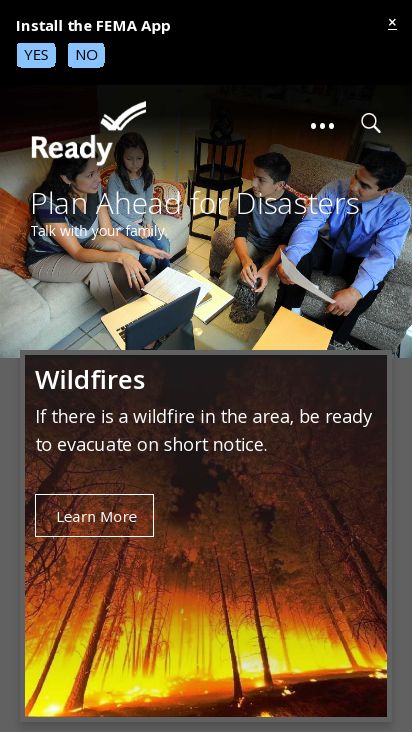 Install the FEMA App
×
YES NO
Ready
Plan Ahead for Disasters
Talk with your family.
Wildfires
If there is a wildfire in the area, be ready
to evacuate on short notice.
Learn More